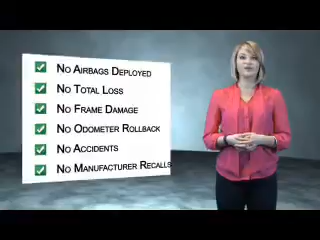 No Airbags Deployed
No Total Loss
No Frame Damage
No Odometer Rollback
No Accidents
No Manufacturer Recalls